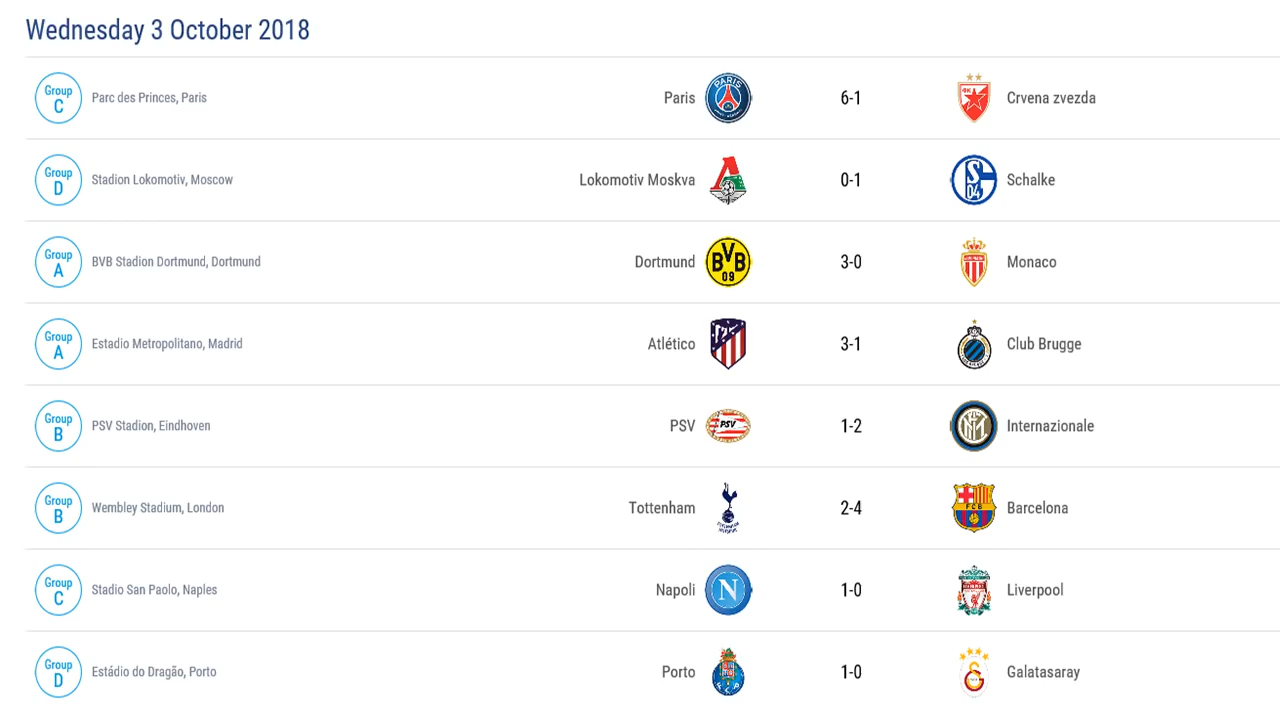 Wednesday 3 October 2018
Group C Parc des Princes, Paris Paris 6-1 Crvena zvezda
Group D Stadion Lokomotiv, Moscow Lokomotiv Moskva 0-1 Schalke
Group A BVB Stadion Dortmund, Dortmund Dortmund 3-0 Monaco
Group A Estadio Metropolitano, Madrid Atlético 3-1 Club Brugge
Group B PSV Stadion, Eindhoven PSV 1-2 Internazionale
Group B Wembley Stadium, London Tottenham 2-4 Barcelona
Group C Stadio San Paolo, Naples Napoli 1-0 Liverpool
Group D Estádio do Dragão, Porto Porto 1-0 Galatasaray